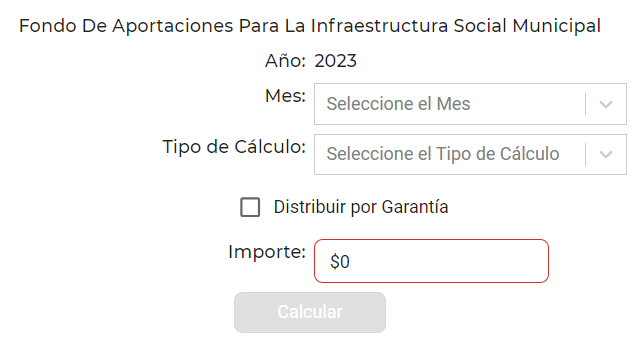 Fondo De Aportaciones Para La Infraestructura Social Municipal
Año: 2023
Mes: Seleccione el Mes
Tipo de Cálculo: Seleccione el Tipo de Cálculo
Distribuir por Garantía
Importe: $0
Calcular